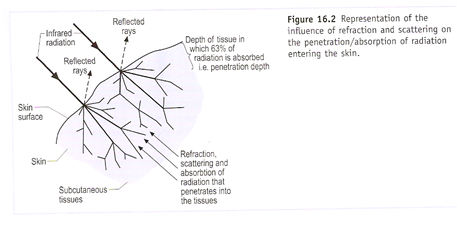 Infrared
radiation
Reflected
rays
Reflected
rays
Depth of tissue in
which 63% of
radiation is absorbed
i.e. penetration depth
Skin
surface
Skin
Subcutaneous
tissues
Refraction,
scattering and
absorbtion of
radiation that
penetrates into
the tissues
Figure 16.2 Representation of the
influence of refraction and scattering on
the penetration/absorption of radiation
entering the skin.